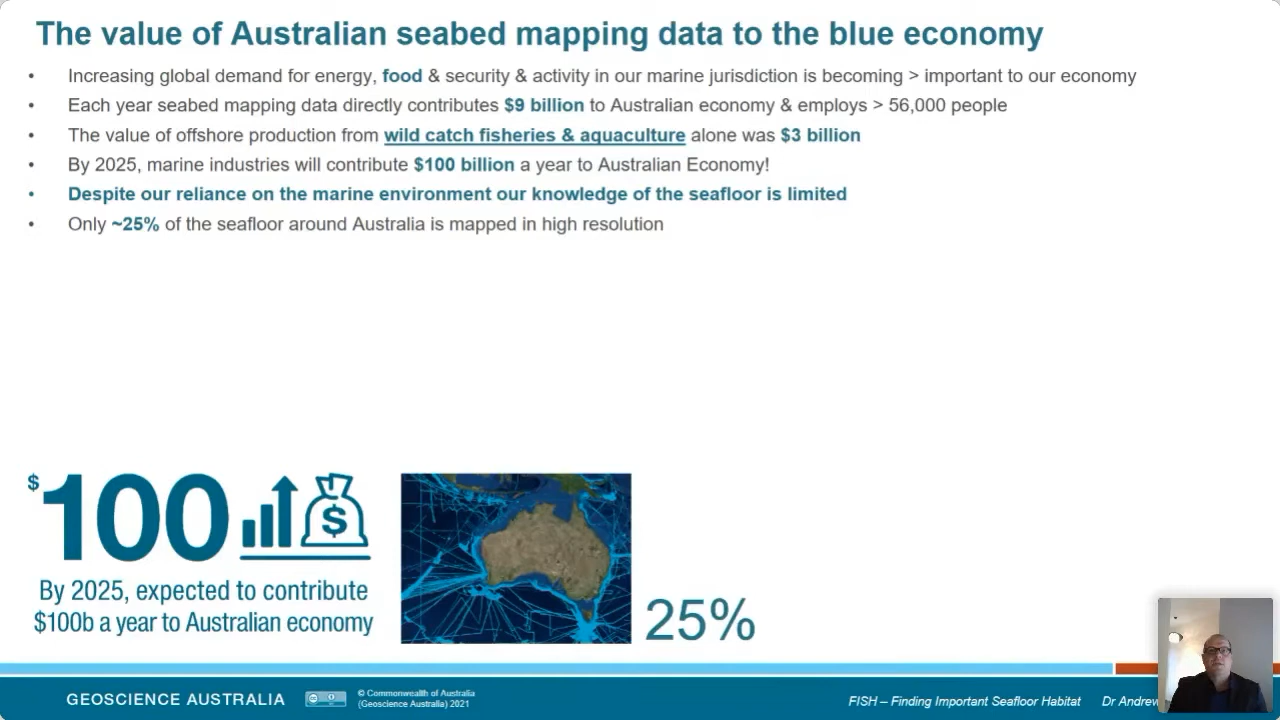 The value of Australian seabed mapping data to the blue economy
• Increasing global demand for energy, food & security & activity in our marine jurisdiction is becoming > important to our economy
• Each year seabed mapping data directly contributes $9 billion to Australian economy & employs > 56,000 people
• The value of offshore production from wild catch fisheries & aquaculture alone was $3 billion
• By 2025, marine industries will contribute $100 billion a year to Australian Economy!
• Despite our reliance on the marine environment our knowledge of the seafloor is limited
• Only ~25% of the seafloor around Australia is mapped in high resolution
$100
$
By 2025, expected to contribute
$100b a year to Australian economy
25%
GEOSCIENCE AUSTRALIA
© Commonwealth of Australia
(Geoscience Australia) 2021
FISH – Finding Important Seafloor Habitat Dr Andrew